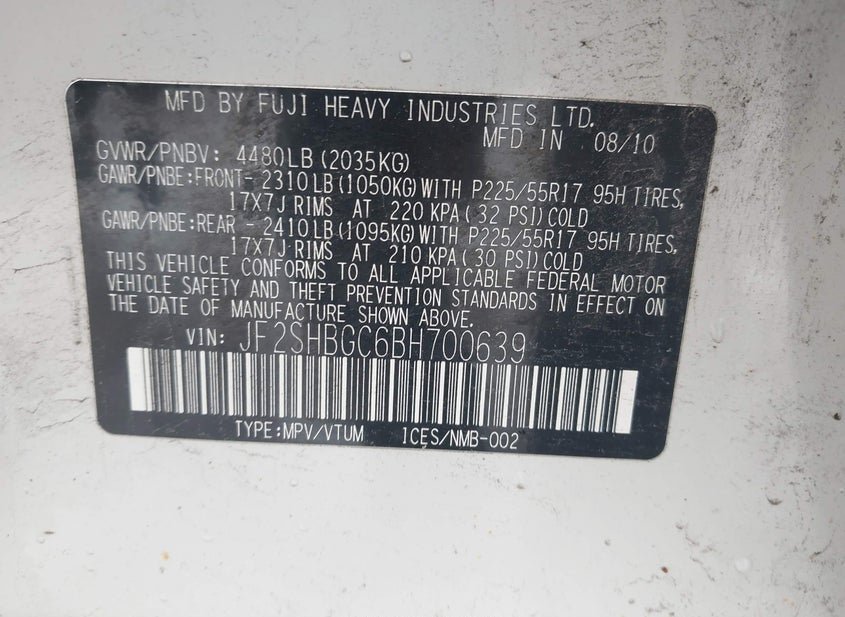 MFD BY FUJI HEAVY INDUSTRIES LTD.
MFD IN 08/10
GVWR/PNBV: 4480LB(2035KG)
GAWR/PNBE:FRONT- 2310LB(1050KG)WITH P225/55R17 95H TIRES,
17X7J RIMS AT 220 KPA(32 PSI)COLD
GAWR/PNBE:REAR - 2410LB(1095KG)WITH P225/55R17 95H TIRES,
17X7J RIMS AT 210 KPA(30 PSI)COLD
THIS VEHICLE CONFORMS TO ALL APPLICABLE FEDERAL MOTOR
VEHICLE SAFETY AND THEFT PREVENTION STANDARDS IN EFFECT ON
THE DATE OF MANUFACTURE SHOWN ABOVE.
VIN: JF2SHBGC6BH700639
TYPE:MPV/VTUM ICES/NMB-002